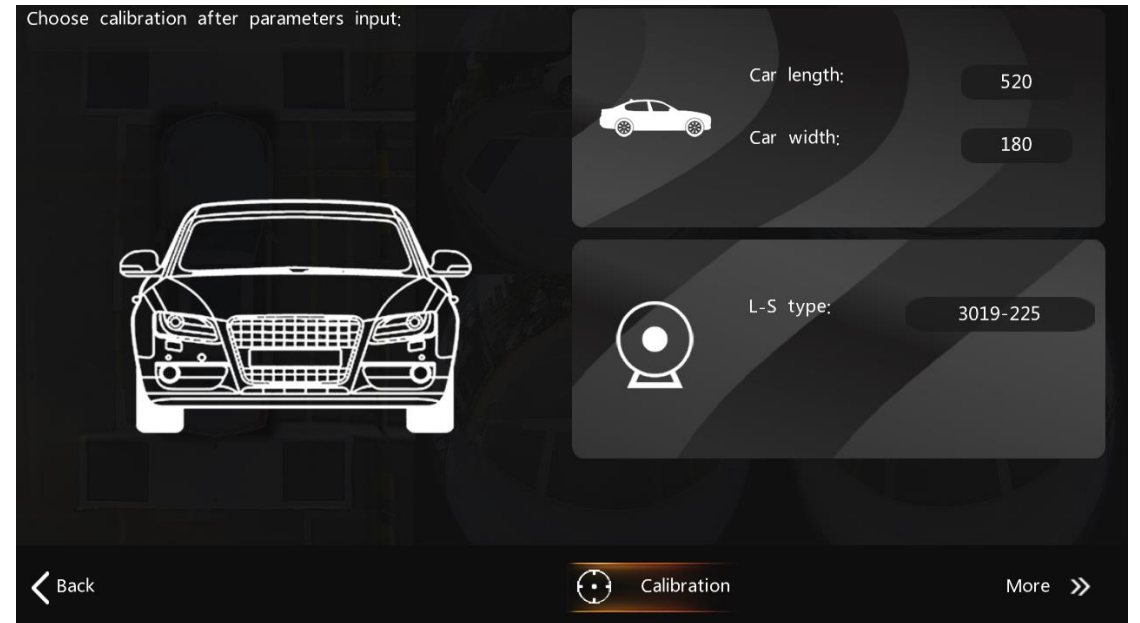 Choose calibration after parameters input:
Car length: 520
Car width: 180
L-S type: 3019-225
Back Calibration More